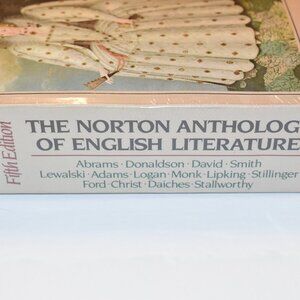 Fifth Edition
THE NORTON ANTHOLOG
OF ENGLISH LITERATURE
Abrams · Donaldson · David · Smith
Lewalski · Adams · Logan · Monk · Lipking · Stillinger
Ford · Christ · Daiches · Stallworthy